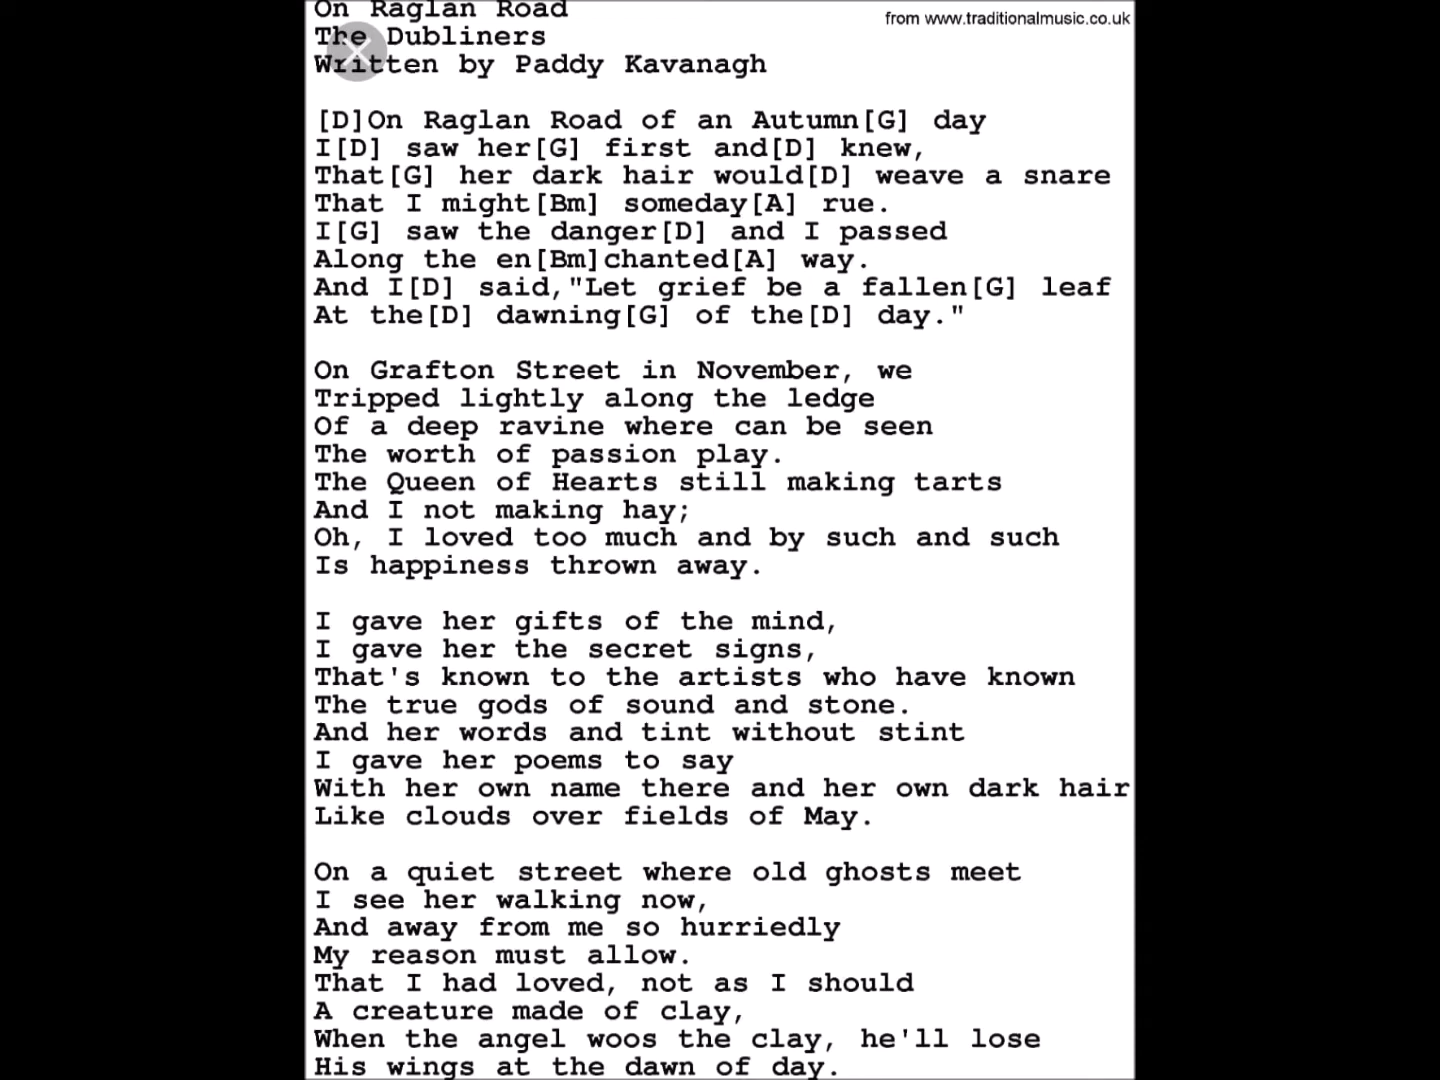 On Raglan Road
from www.traditionalmusic.co.uk
The Dubliners
Written by Paddy Kavanagh
[D]On Raglan Road of an Autumn[G] day
I[D] saw her[G] first and[D] knew,
That[G] her dark hair would[D] weave a snare
That I might[Bm] someday[A] rue.
I[G] saw the danger[D] and I passed
Along the en[Bm]chanted[A] way.
And I[D] said,"Let grief be a fallen[G] leaf
At the[D] dawning[G] of the[D] day."
On Grafton Street in November, we
Tripped lightly along the ledge
Of a deep ravine where can be seen
The worth of passion play.
The Queen of Hearts still making tarts
And I not making hay;
Oh, I loved too much and by such and such
Is happiness thrown away.
I gave her gifts of the mind,
I gave her the secret signs,
That's known to the artists who have known
The true gods of sound and stone.
And her words and tint without stint
I gave her poems to say
With her own name there and her own dark hair
Like clouds over fields of May.
On a quiet street where old ghosts meet
I see her walking now,
And away from me so hurriedly
My reason must allow.
That I had loved, not as I should
A creature made of clay,
When the angel woos the clay, he'll lose
His wings at the dawn of day.